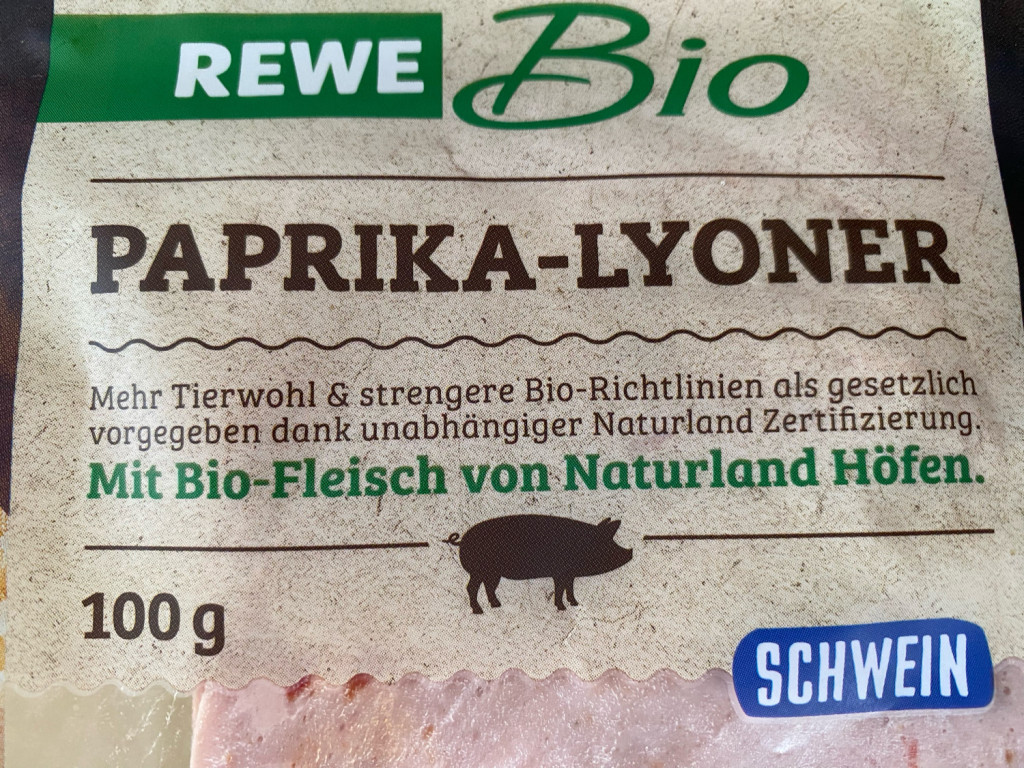 REWE Bio
PAPRIKA-LYONER
Mehr Tierwohl & strengere Bio-Richtlinien als gesetzlich
vorgegeben dank unabhängiger Naturland Zertifizierung.
Mit Bio-Fleisch von Naturland Höfen.
100 g
SCHWEIN